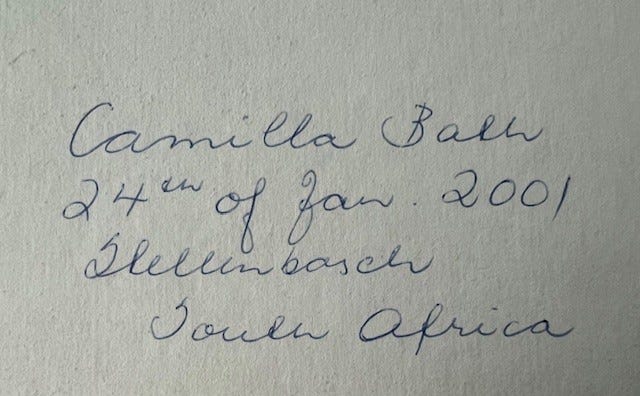 Camilla Bath
24th of Jan. 2001
Stellenbosch
South Africa